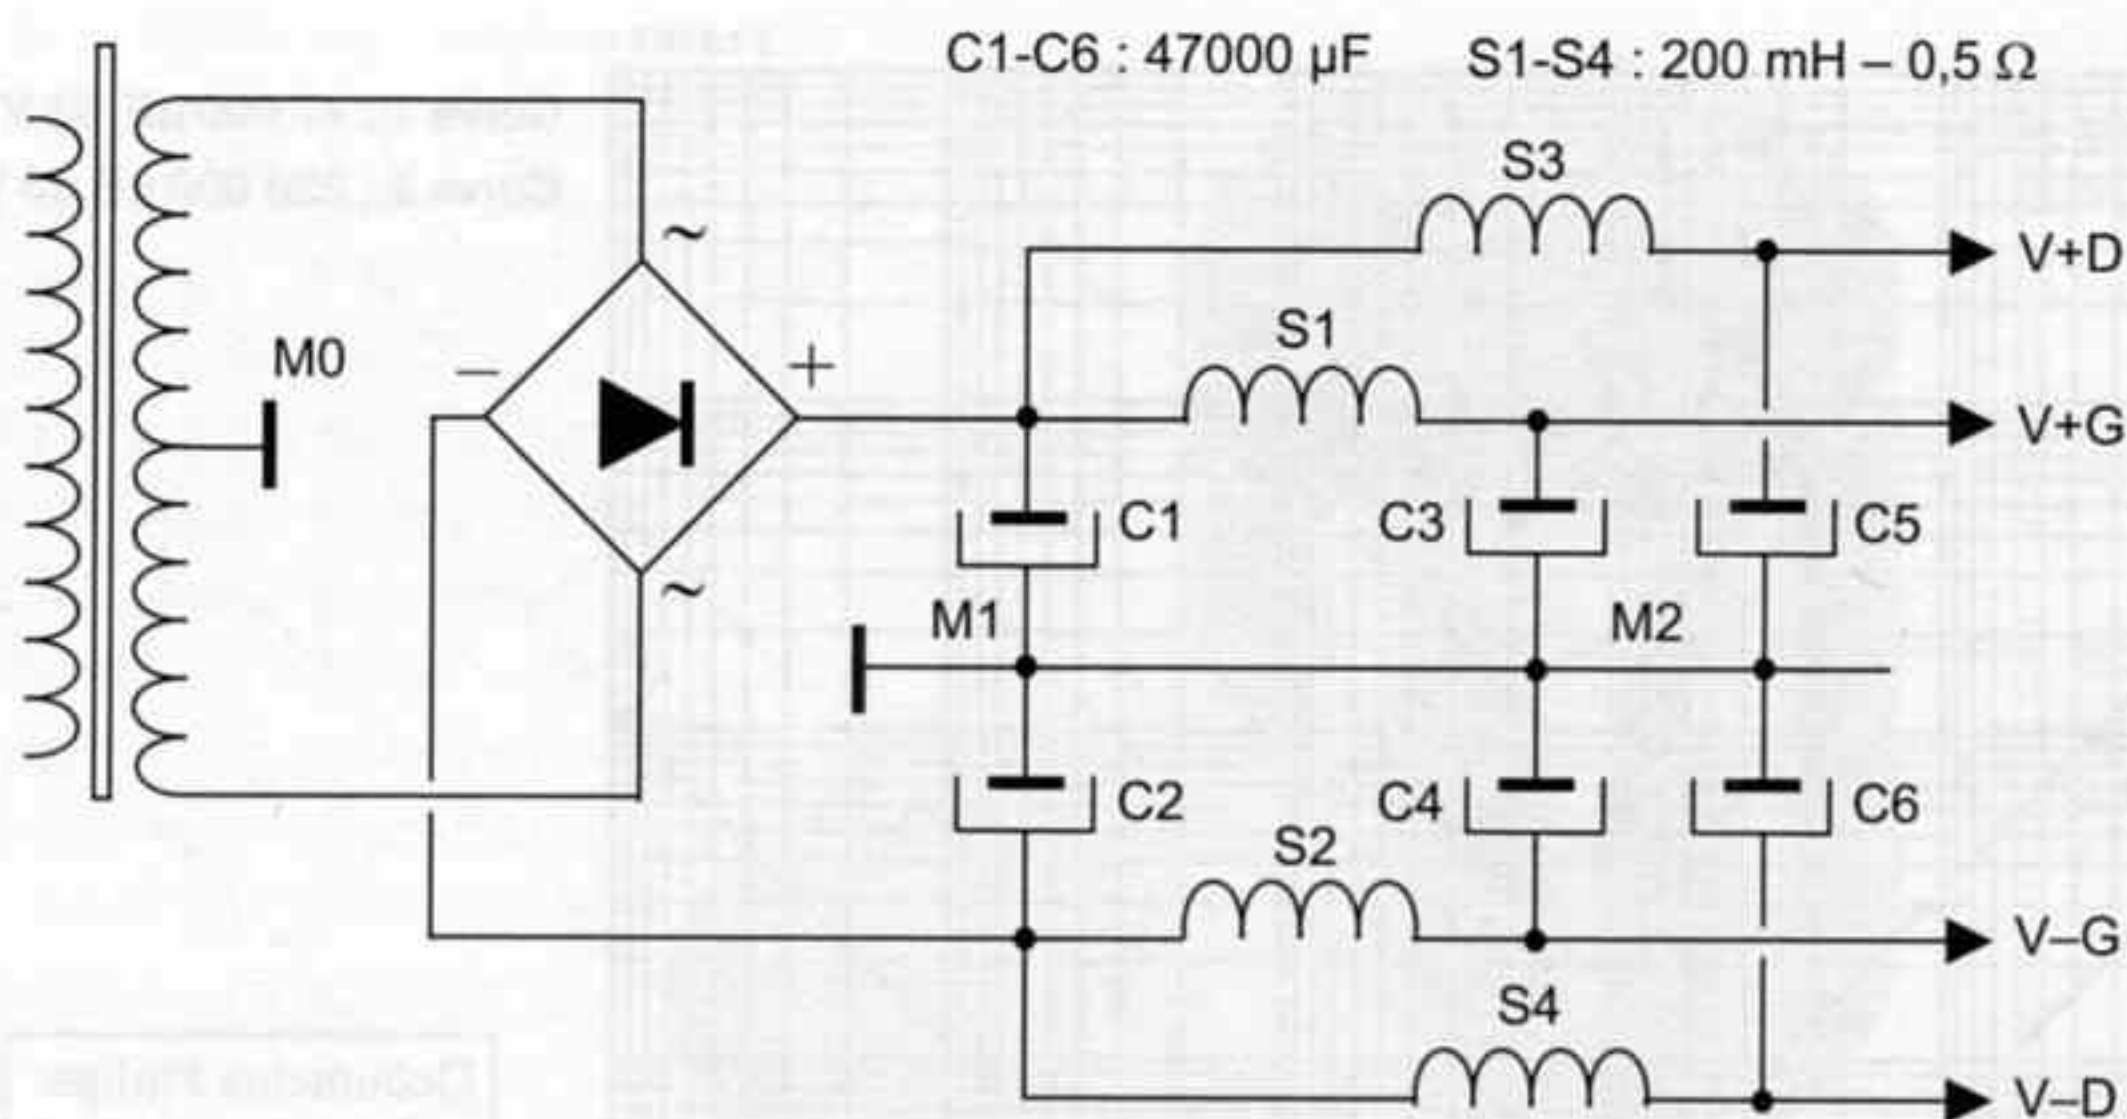 C1-C6 : 47000 µF S1-S4 : 200 mH – 0,5 Ω
S3
~
V+D
S1
M0
–
+
V+G
C1
C3
C5
~
M1
M2
C2
C4
C6
S2
V–G
S4
V–D